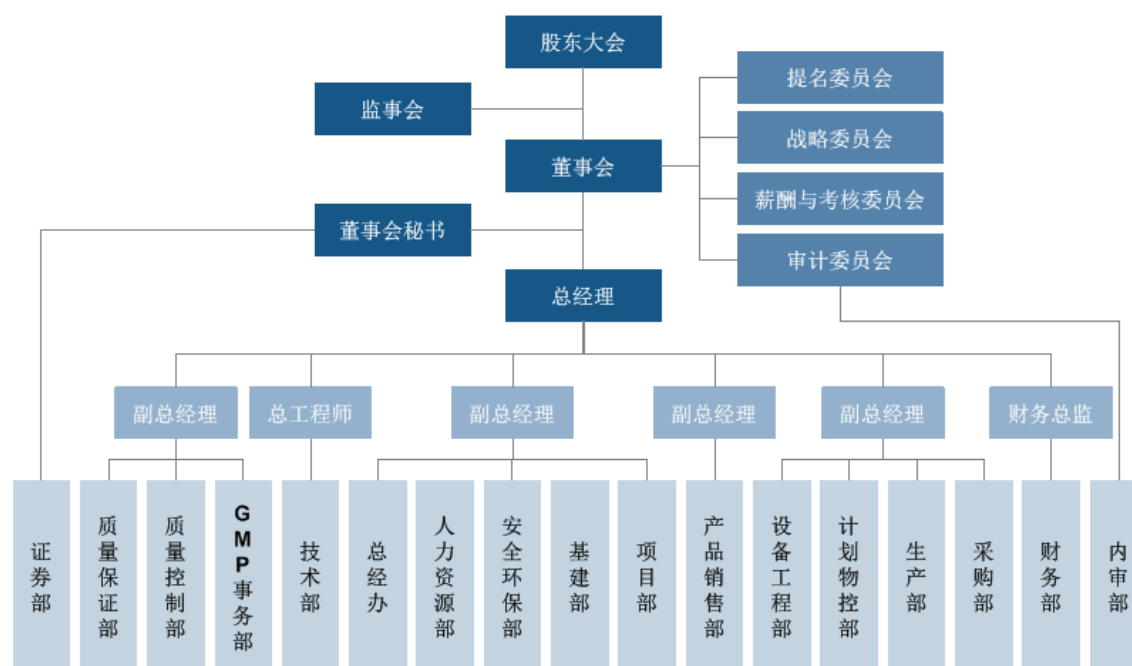 股东大会
监事会
提名委员会
战略委员会
董事会
薪酬与考核委员会
董事会秘书
审计委员会
总经理
副总经理
总工程师
副总经理
副总经理
副总经理
财务总监
证券部
质量保证部
质量控制部
GMP事务部
技术部
总经办
人力资源部
安全环保部
基建部
项目部
产品销售部
设备工程部
计划物控部
生产部
采购部
财务部
内审部